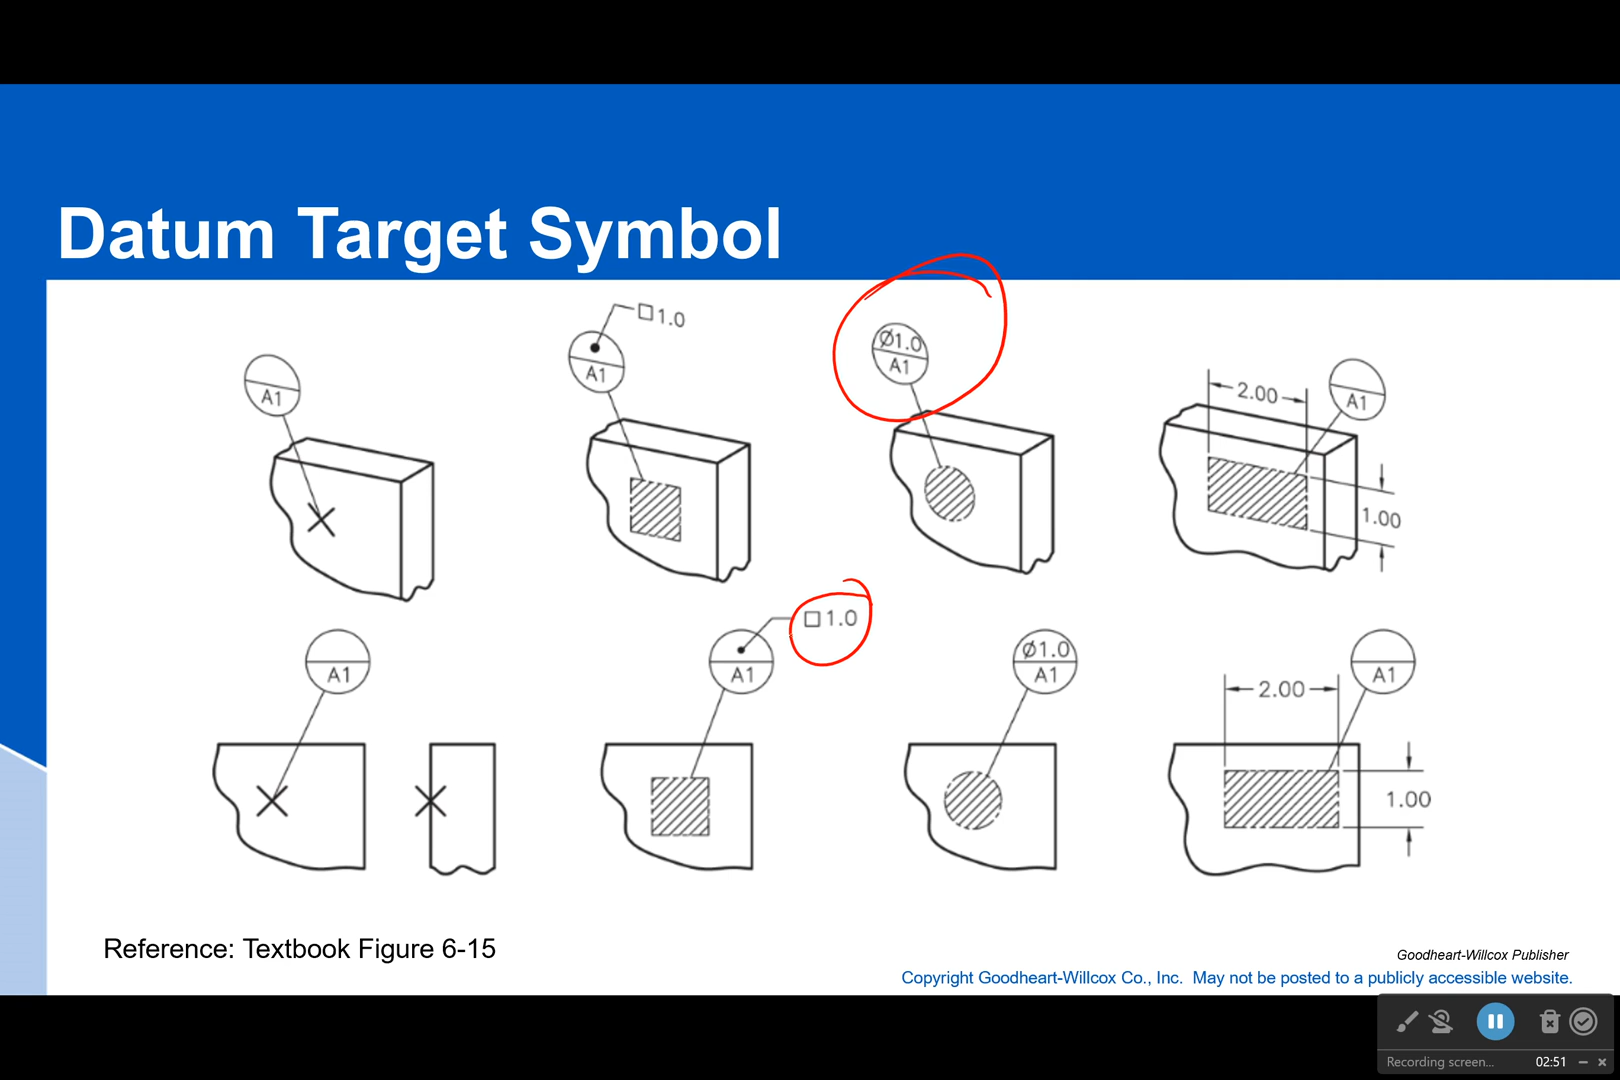 Datum Target Symbol
□1.0
Ø1.0
A1
A1
A1
2.00
A1
1.00
□1.0
A1
A1
Ø1.0
A1
A1
2.00
1.00
Reference: Textbook Figure 6-15
Goodheart-Willcox Publisher
Copyright Goodheart-Willcox Co., Inc. May not be posted to a publicly accessible website.
Recording screen...
02:51